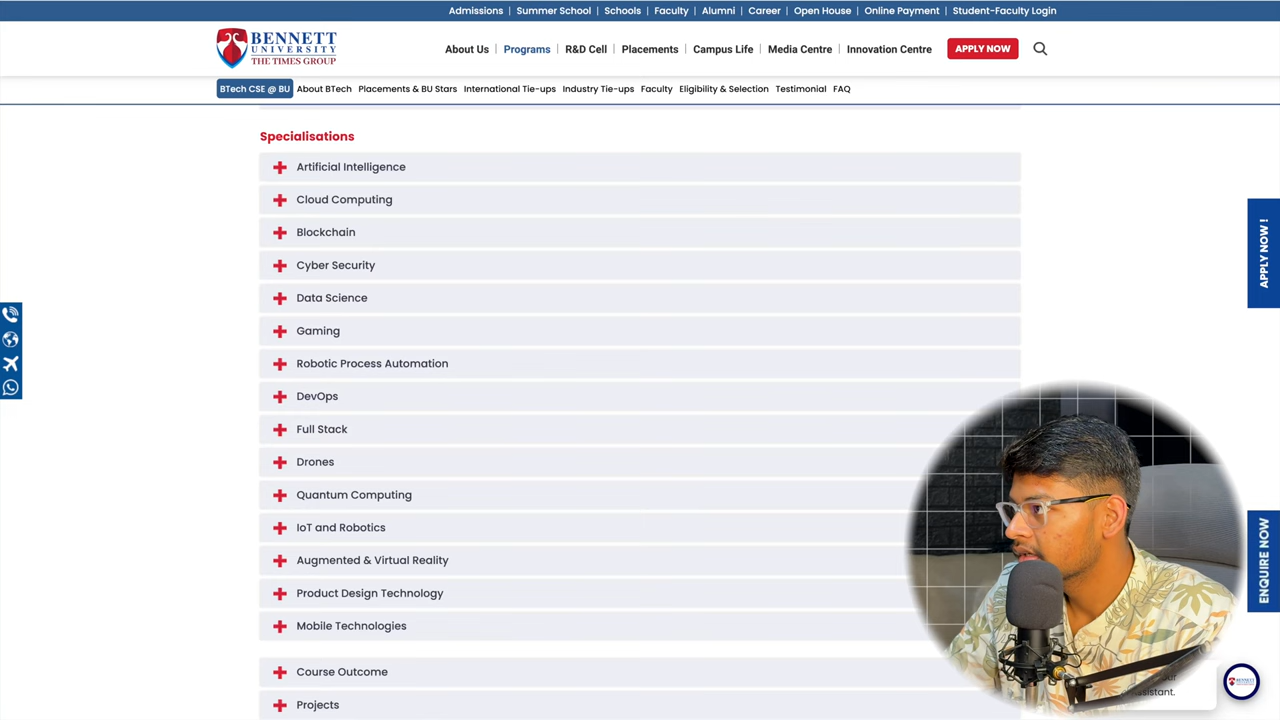 Admissions | Summer School | Schools | Faculty | Alumni | Career | Open House | Online Payment | Student-Faculty Login
BENNETT
UNIVERSITY
THE TIMES GROUP
About Us | Programs | R&D Cell | Placements | Campus Life | Media Centre | Innovation Centre
APPLY NOW
BTech CSE @ BU About BTech Placements & BU Stars International Tie-ups Industry Tie-ups Faculty Eligibility & Selection Testimonial FAQ
Specialisations
Artificial Intelligence
Cloud Computing
Blockchain
Cyber Security
Data Science
Gaming
Robotic Process Automation
DevOps
Full Stack
Drones
Quantum Computing
IoT and Robotics
Augmented & Virtual Reality
Product Design Technology
Mobile Technologies
Course Outcome
Projects
APPLY NOW !
ENQUIRE NOW
BENNETT